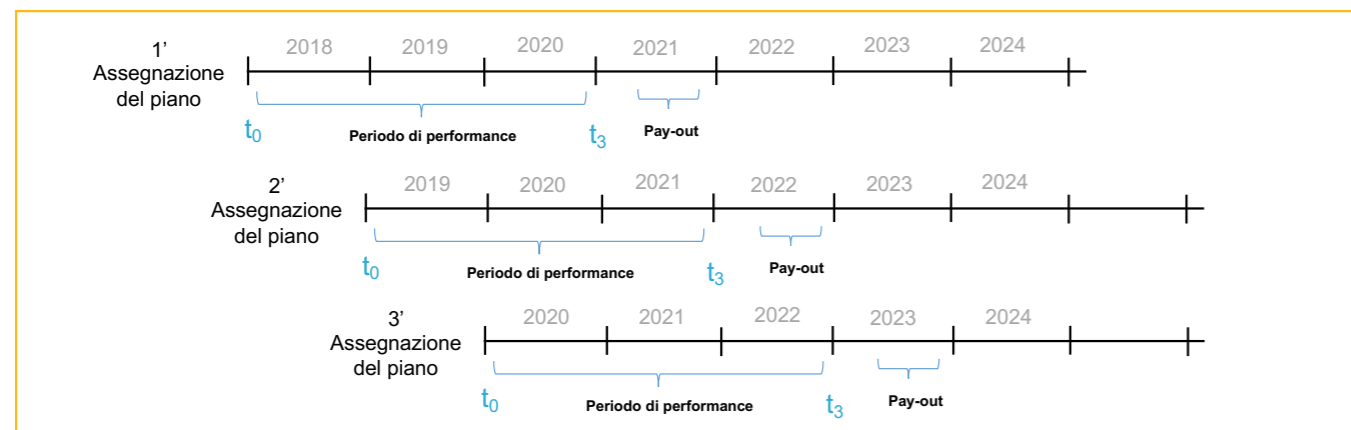 2018 2019 2020 2021 2022 2023 2024
1’
Assegnazione
del piano
t0 Periodo di performance t3 Pay-out
2019 2020 2021 2022 2023 2024
2’
Assegnazione
del piano
t0 Periodo di performance t3 Pay-out
2020 2021 2022 2023 2024
3’
Assegnazione
del piano
t0 Periodo di performance t3 Pay-out